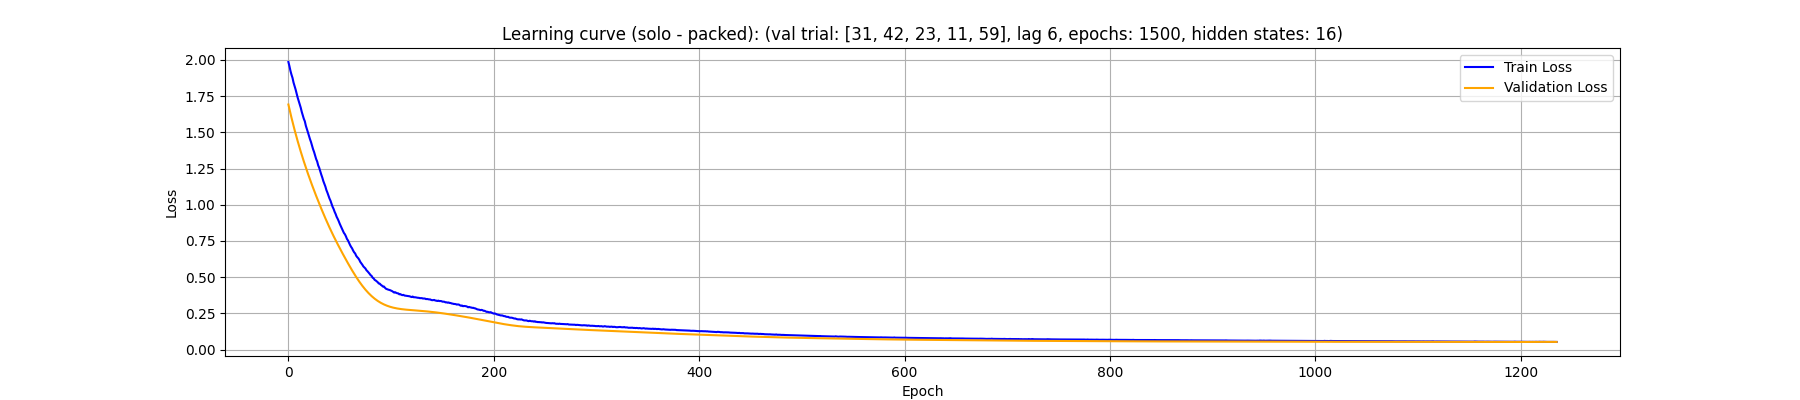 Learning curve (solo - packed): (val trial: [31, 42, 23, 11, 59], lag 6, epochs: 1500, hidden states: 16)
Train Loss
Validation Loss
Loss
2.00
1.75
1.50
1.25
1.00
0.75
0.50
0.25
0.00
0 200 400 600 800 1000 1200
Epoch